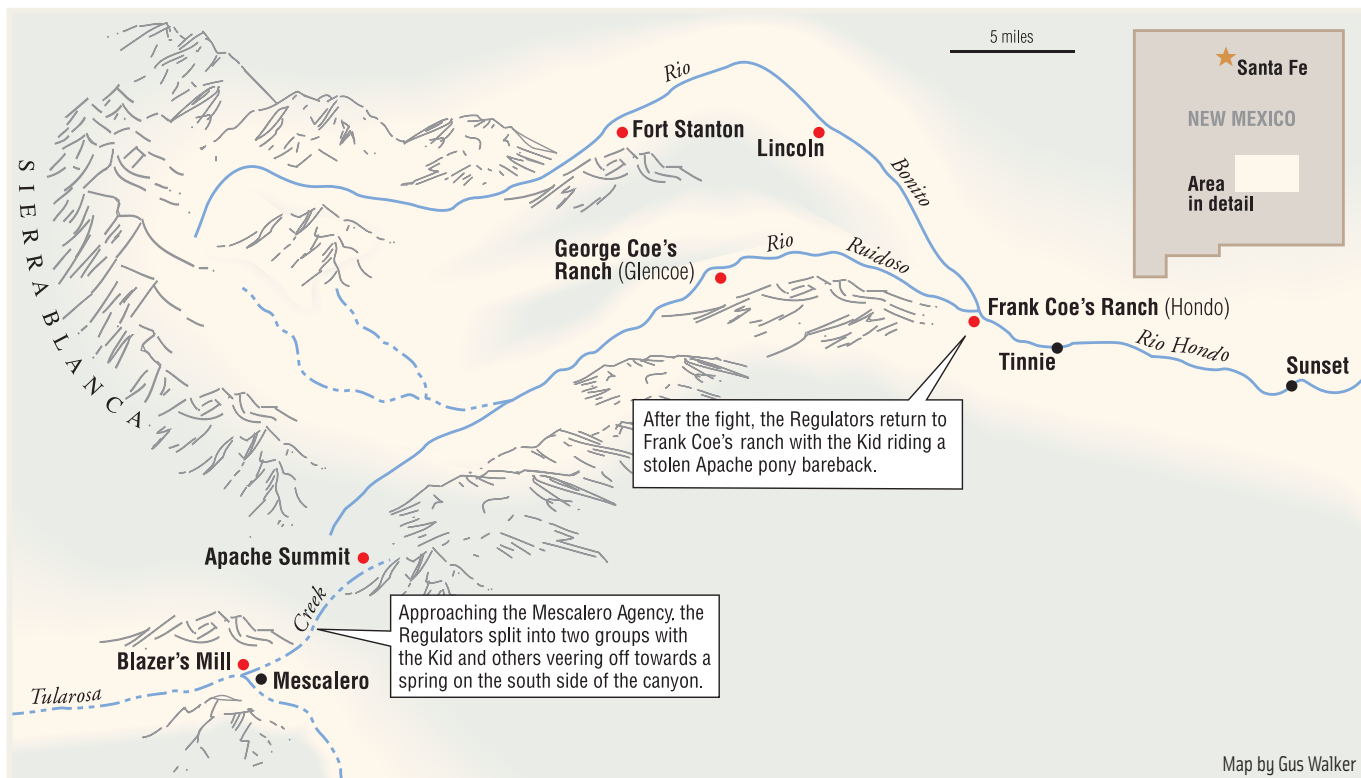 5 miles
Santa Fe
NEW MEXICO
Area
in detail
Rio
Bonito
Fort Stanton
Lincoln
SIERRA BLANCA
George Coe's
Ranch (Glencoe)
Rio
Ruidoso
Frank Coe's Ranch (Hondo)
Tinnie
Rio Hondo
Sunset
After the fight, the Regulators return to
Frank Coe's ranch with the Kid riding a
stolen Apache pony bareback.
Apache Summit
Creek
Approaching the Mescalero Agency, the
Regulators split into two groups with
the Kid and others veering off towards a
spring on the south side of the canyon.
Blazer's Mill
Mescalero
Tularosa
Map by Gus Walker